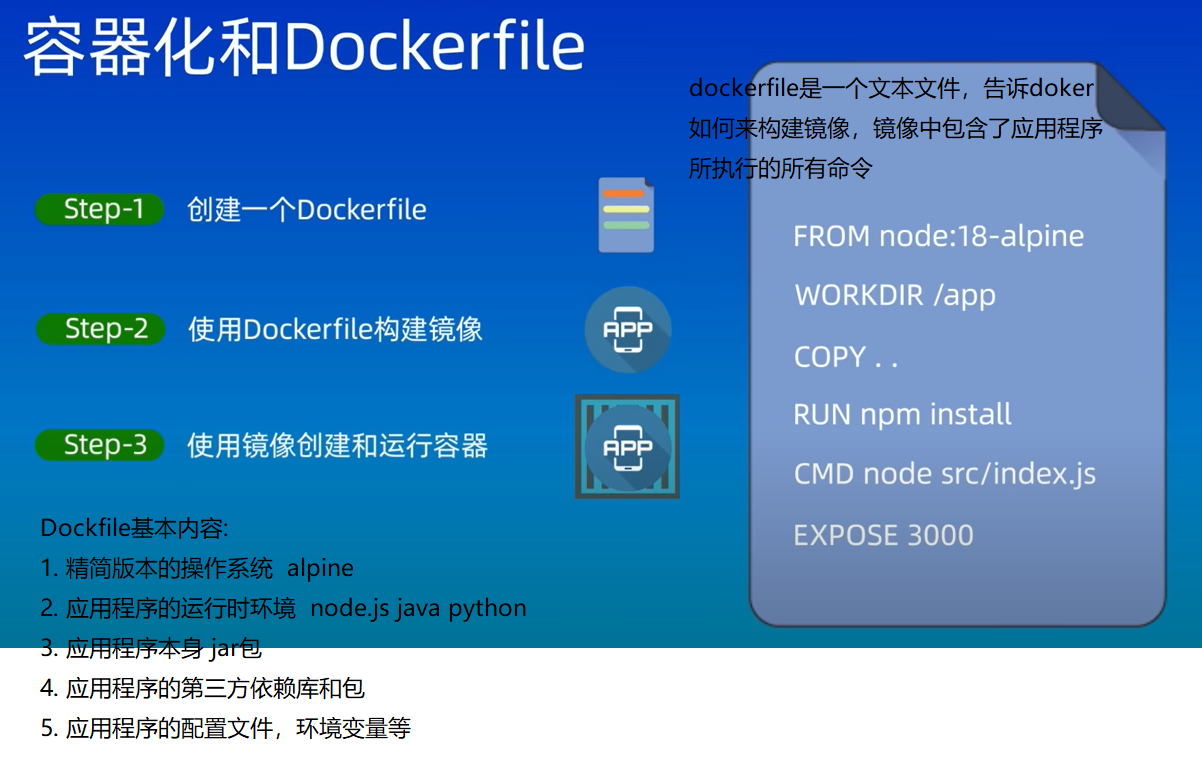 容器化和Dockerfile
dockerfile是一个文本文件，告诉doker
如何来构建镜像，镜像中包含了应用程序
所执行的所有命令
Step-1 创建一个Dockerfile
Step-2 使用Dockerfile构建镜像
APP
Step-3 使用镜像创建和运行容器
APP
FROM node:18-alpine
WORKDIR /app
COPY . .
RUN npm install
CMD node src/index.js
EXPOSE 3000
Dockfile基本内容:
1. 精简版本的操作系统 alpine
2. 应用程序的运行时环境 node.js java python
3. 应用程序本身 jar包
4. 应用程序的第三方依赖库和包
5. 应用程序的配置文件，环境变量等